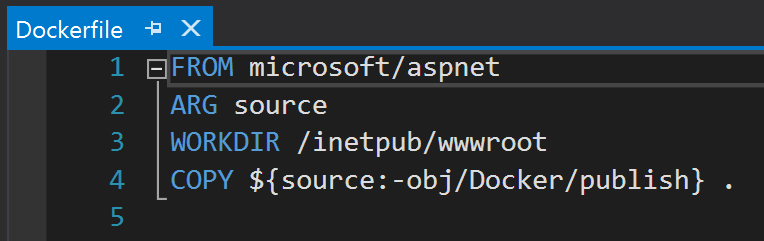 Dockerfile
1 FROM microsoft/aspnet
2 ARG source
3 WORKDIR /inetpub/wwwroot
4 COPY ${source:-obj/Docker/publish} .
5